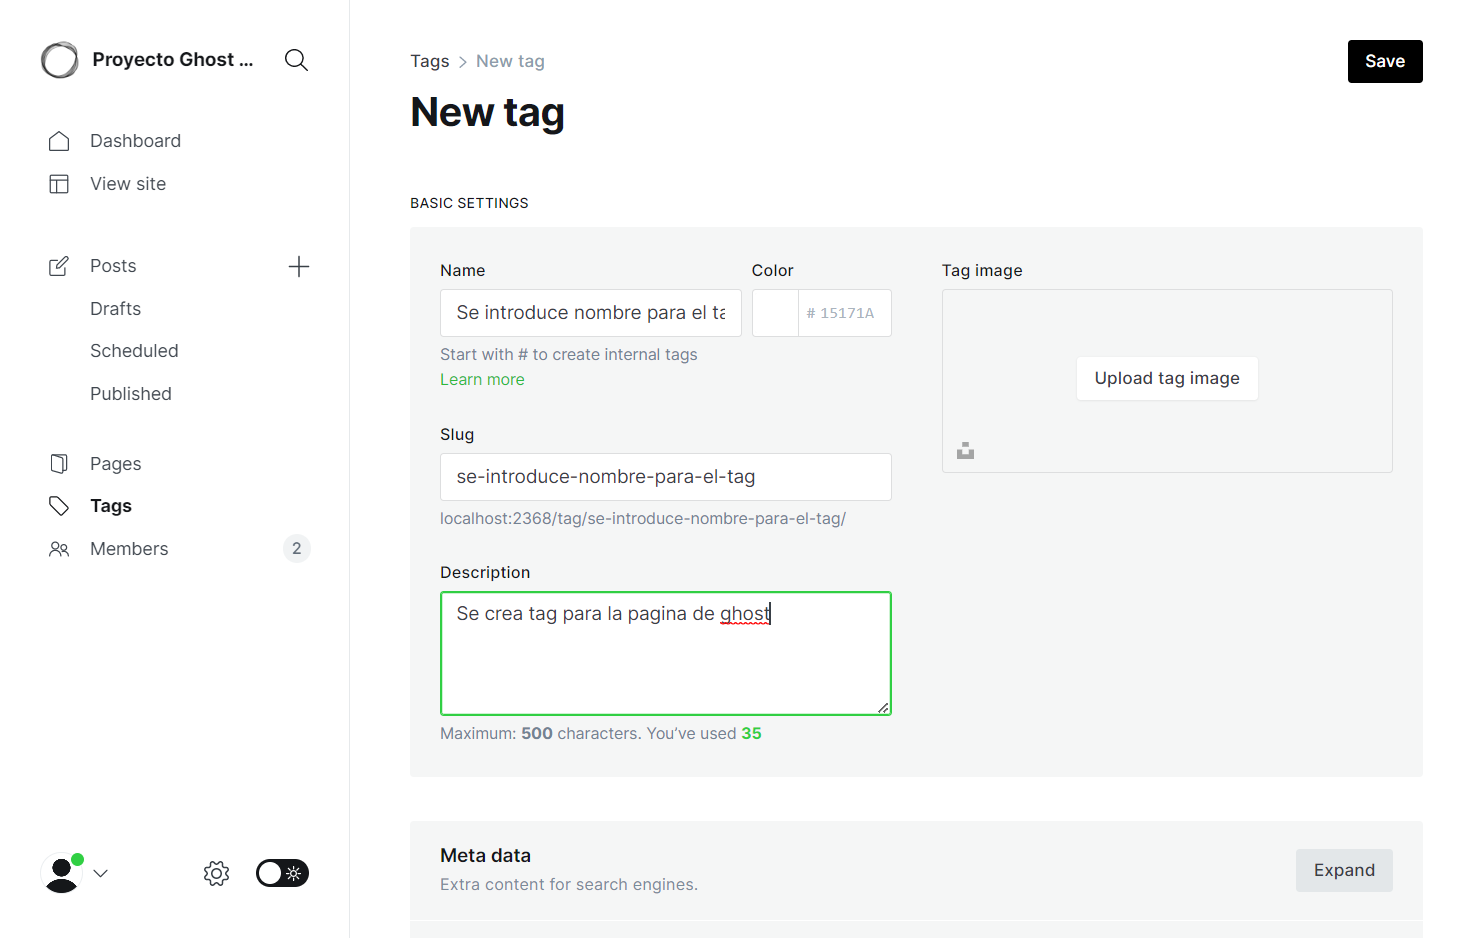 Proyecto Ghost ...
Dashboard
View site
Posts
Drafts
Scheduled
Published
Pages
Tags
Members
2
Tags > New tag
Save
New tag
BASIC SETTINGS
Name
Se introduce nombre para el ta
Color
# 15171A
Start with # to create internal tags
Learn more
Slug
se-introduce-nombre-para-el-tag
localhost:2368/tag/se-introduce-nombre-para-el-tag/
Description
Se crea tag para la pagina de ghost
Maximum: 500 characters. You’ve used 35
Tag image
Upload tag image
Meta data
Extra content for search engines.
Expand